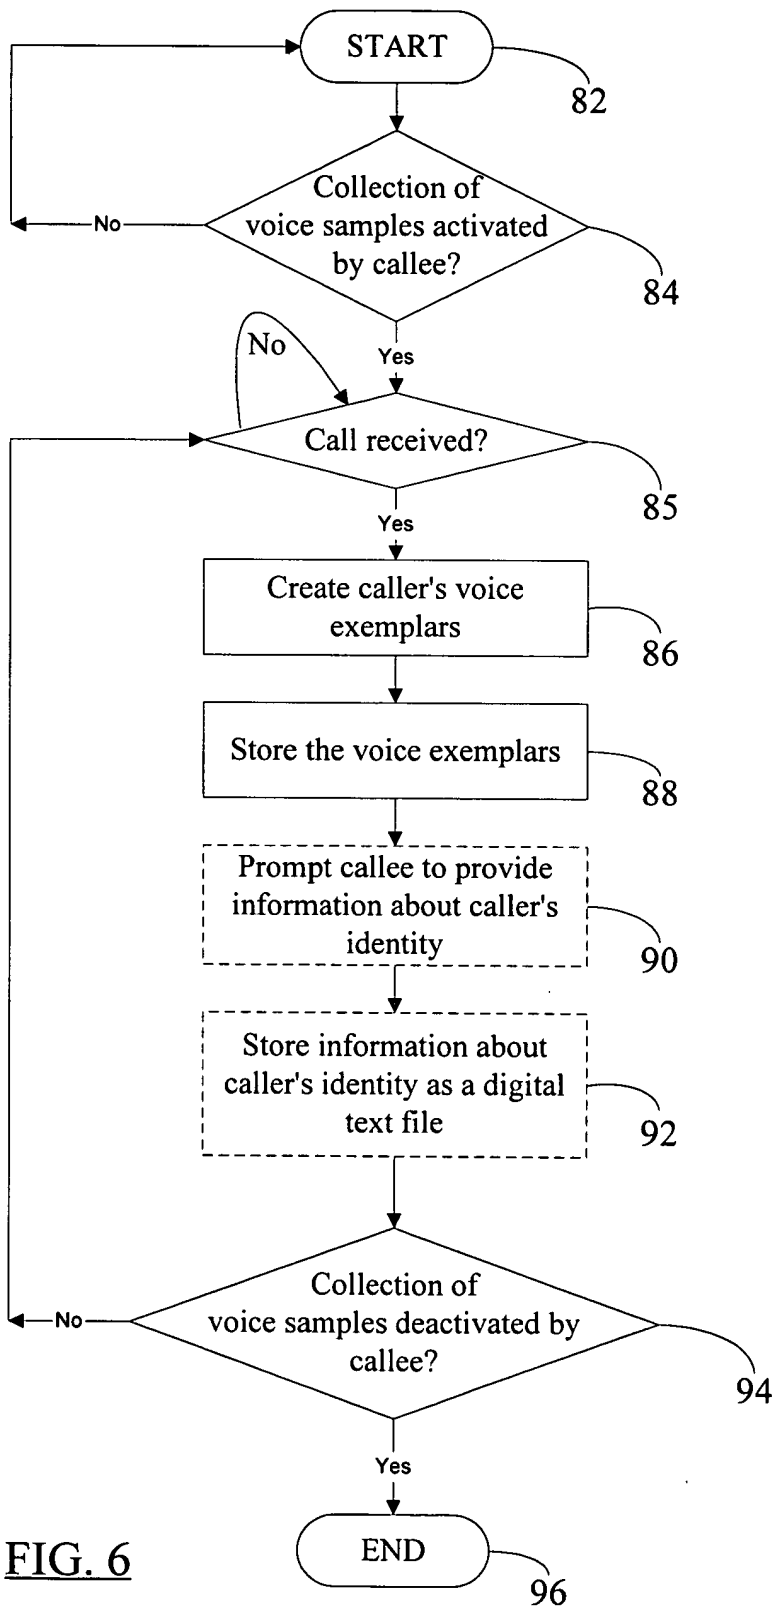 START
82
Collection of
voice samples activated
by callee?
No
84
Yes
No
Call received?
85
Yes
Create caller's voice
exemplars
86
Store the voice exemplars
88
Prompt callee to provide
information about caller's
identity
90
Store information about
caller's identity as a digital
text file
92
Collection of
voice samples deactivated by
callee?
No
94
Yes
END
96
FIG. 6